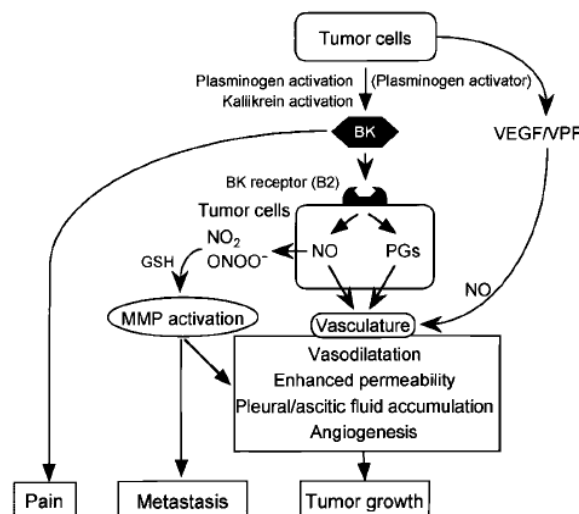 Tumor cells
Plasminogen activation (Plasminogen activator)
Kallikrein activation
BK
VEGF/VPF
BK receptor (B2)
Tumor cells
NO2
ONOO-
NO
PGs
GSH
NO
MMP activation
Vasculature
Vasodilatation
Enhanced permeability
Pleural/ascitic fluid accumulation
Angiogenesis
Pain
Metastasis
Tumor growth